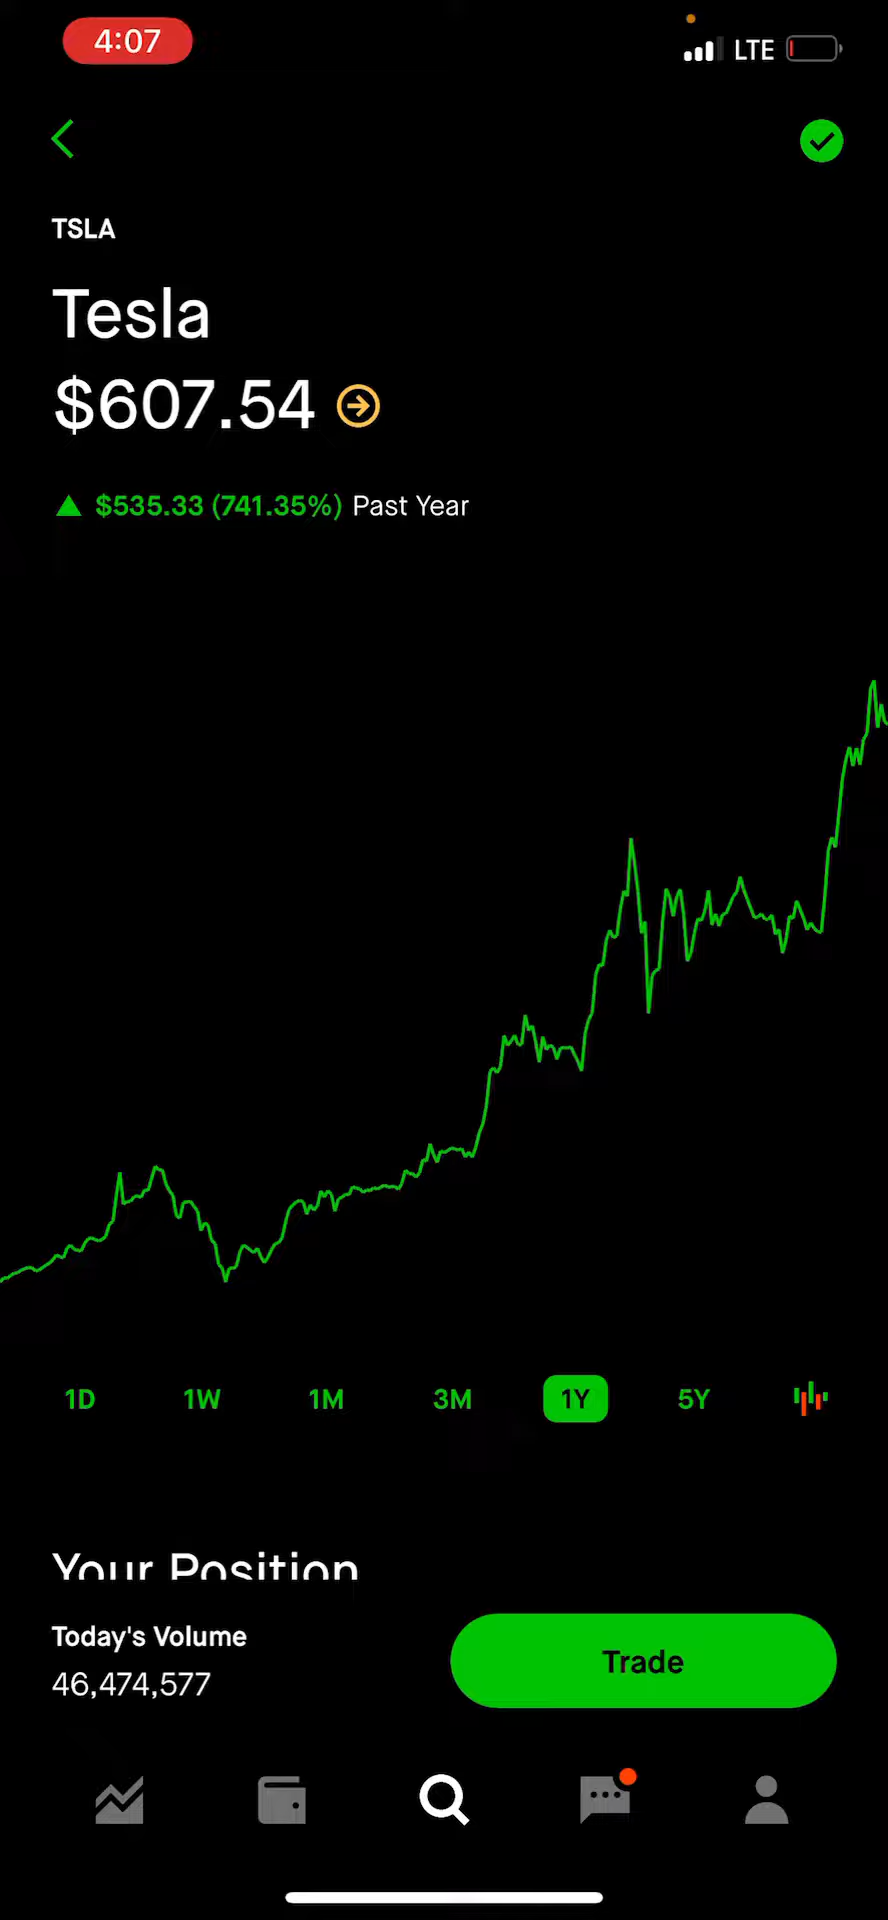 4:07
LTE
TSLA
Tesla
$607.54
$535.33 (741.35%) Past Year
1D 1W 1M 3M 1Y 5Y
Your Position
Today's Volume
46,474,577
Trade